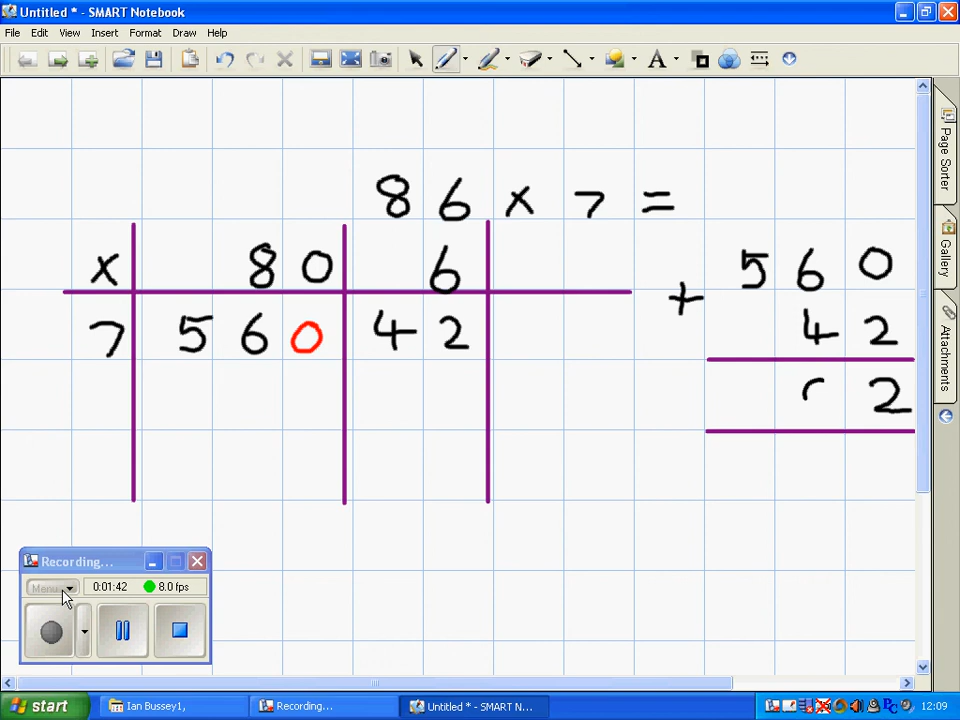 Untitled * - SMART Notebook
File Edit View Insert Format Draw Help
A
86 x 7 =
x 80 6
7 560 42
560
+
42
2
Page Sorter
Gallery
Attachments
Recording...
Menu 0:01:42 8.0 fps
start Ian Bussey1, Recording... Untitled * - SMART N... 12:09